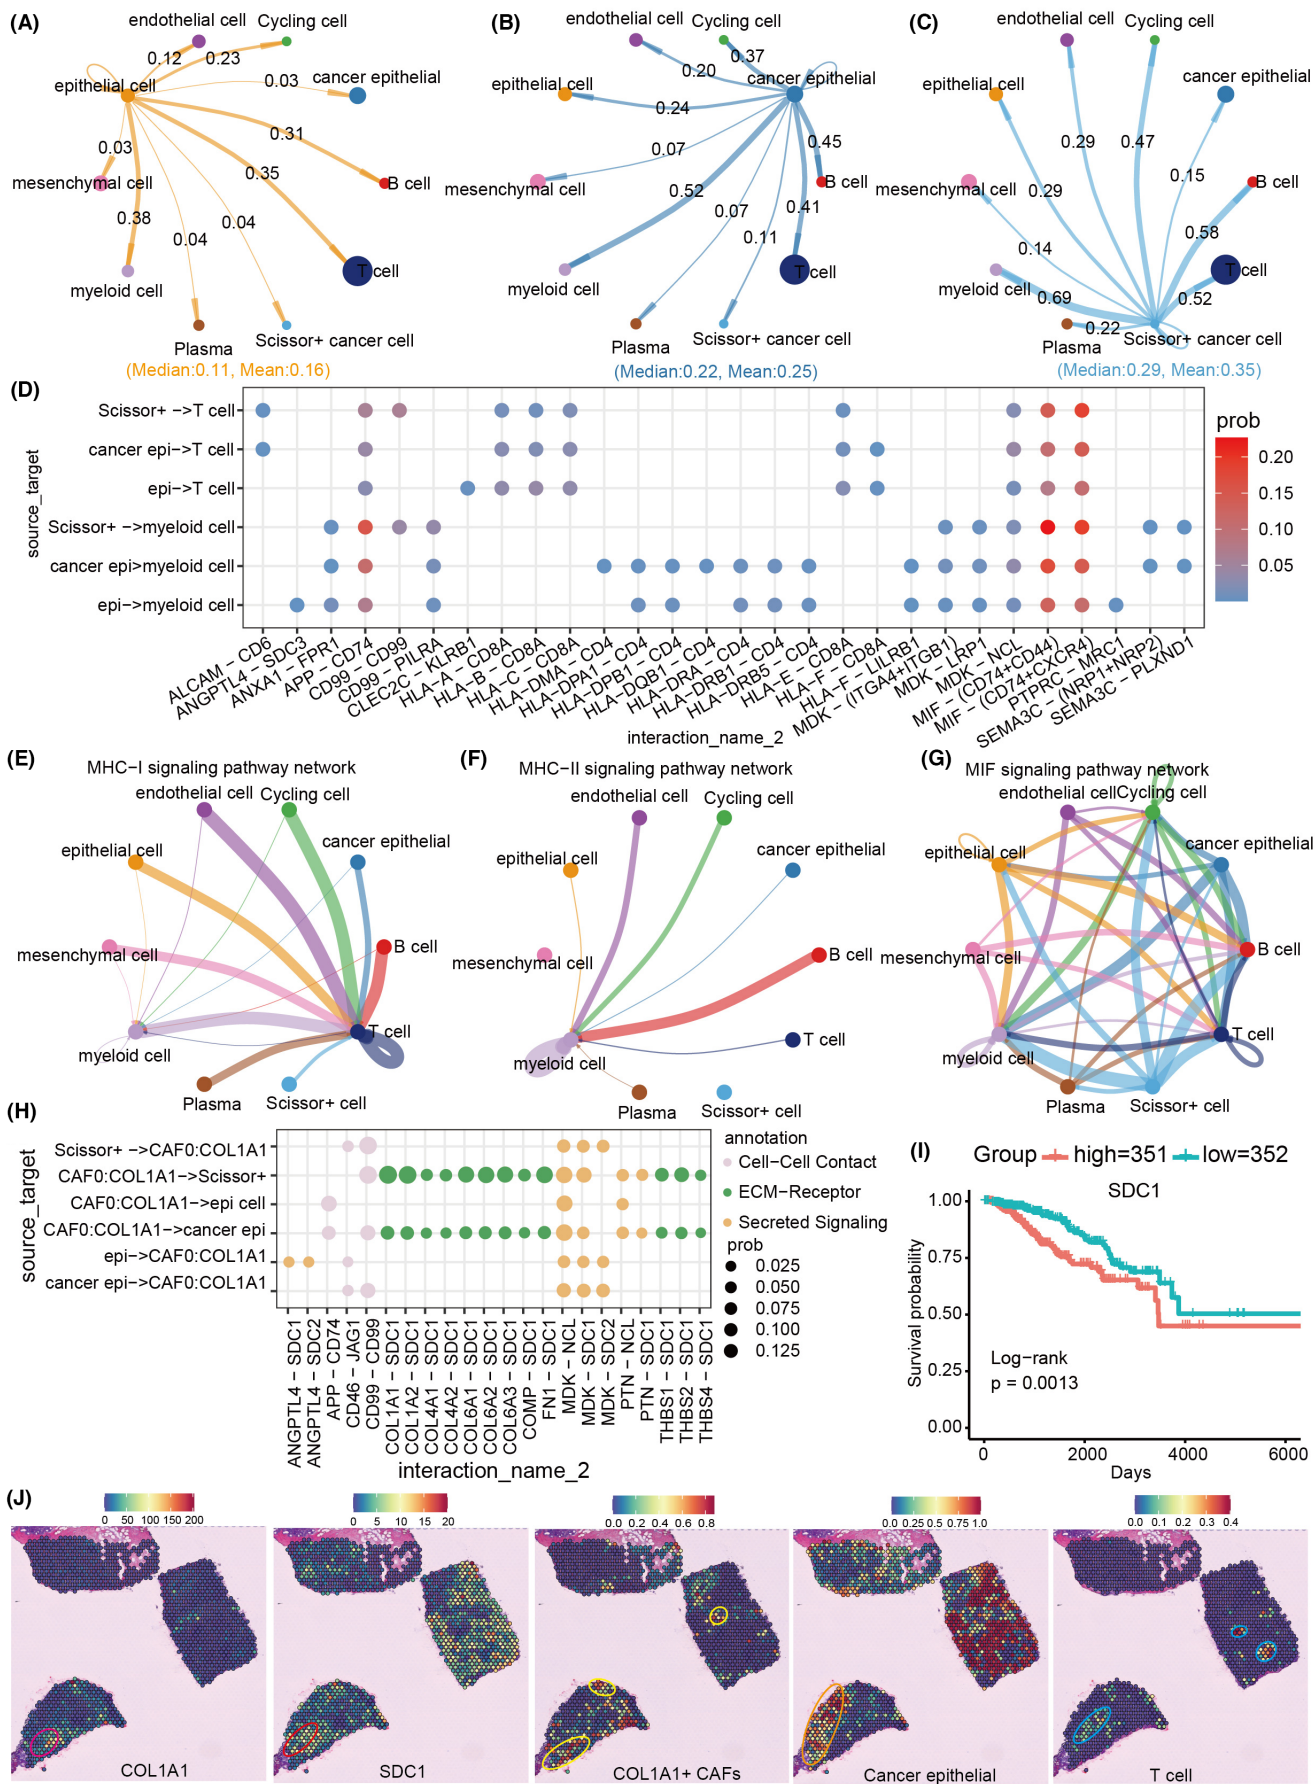 (A)
endothelial cell
Cycling cell
0.12
0.23
epithelial cell
0.03
cancer epithelial
0.31
0.03
0.35
mesenchymal cell
B cell
0.38
0.04
0.04
T cell
myeloid cell
Plasma
Scissor+ cancer cell
(Median:0.11, Mean:0.16)
(B)
endothelial cell
Cycling cell
0.37
0.20
cancer epithelial
epithelial cell
0.24
0.45
0.07
mesenchymal cell
0.52
B cell
0.07
0.41
0.11
T cell
myeloid cell
Plasma
Scissor+ cancer cell
(Median:0.22, Mean:0.25)
(C)
endothelial cell
Cycling cell
epithelial cell
cancer epithelial
0.29
0.47
0.15
mesenchymal cell
0.29
B cell
0.14
0.58
myeloid cell
0.69
0.52
T cell
0.22
Plasma
Scissor+ cancer cell
(Median:0.29, Mean:0.35)
(D)
source_target
Scissor+ −>T cell
cancer epi−>T cell
epi−>T cell
Scissor+ −>myeloid cell
cancer epi>myeloid cell
epi−>myeloid cell
prob
0.20
0.15
0.10
0.05
ALCAM − CD6
ANGPTL4 − SDC3
ANXA1 − FPR1
APP − CD74
CD99 − CD99
CD99 − PILRA
CLEC2C − KLRB1
HLA−A − CD8A
HLA−B − CD8A
HLA−C − CD8A
HLA−DMA − CD4
HLA−DPA1 − CD4
HLA−DPB1 − CD4
HLA−DQB1 − CD4
HLA−DRA − CD4
HLA−DRB1 − CD4
HLA−DRB5 − CD4
HLA−E − CD8A
HLA−F − CD8A
HLA−F − LILRB1
MDK − (ITGA4+ITGB1)
MDK − LRP1
MDK − NCL
MIF − (CD74+CD44)
MIF − (CD74+CXCR4)
PTPRC − MRC1
SEMA3C − (NRP1+NRP2)
SEMA3C − PLXND1
interaction_name_2
(E)
MHC−I signaling pathway network
endothelial cell
Cycling cell
epithelial cell
cancer epithelial
mesenchymal cell
B cell
myeloid cell
T cell
Plasma
Scissor+ cell
(F)
MHC−II signaling pathway network
endothelial cell
Cycling cell
epithelial cell
cancer epithelial
mesenchymal cell
B cell
myeloid cell
T cell
Plasma
Scissor+ cell
(G)
MIF signaling pathway network
endothelial cell
Cycling cell
epithelial cell
cancer epithelial
mesenchymal cell
B cell
myeloid cell
T cell
Plasma
Scissor+ cell
(H)
source_target
Scissor+ −>CAF0:COL1A1
CAF0:COL1A1−>Scissor+
CAF0:COL1A1−>epi cell
CAF0:COL1A1−>cancer epi
epi−>CAF0:COL1A1
cancer epi−>CAF0:COL1A1
ANGPTL4 − SDC1
ANGPTL4 − SDC2
APP − CD74
CD46 − JAG1
CD99 − CD99
COL1A1 − SDC1
COL1A2 − SDC1
COL4A1 − SDC1
COL4A2 − SDC1
COL6A1 − SDC1
COL6A2 − SDC1
COL6A3 − SDC1
COMP − SDC1
FN1 − SDC1
MDK − NCL
MDK − SDC1
MDK − SDC2
PTN − NCL
PTN − SDC1
THBS1 − SDC1
THBS2 − SDC1
THBS4 − SDC1
interaction_name_2
annotation
Cell−Cell Contact
ECM−Receptor
Secreted Signaling
prob
0.025
0.050
0.075
0.100
0.125
(I)
Group
high=351
low=352
SDC1
Survival probability
1.00
0.75
0.50
0.25
0.00
Log−rank
p = 0.0013
0
2000
4000
6000
Days
(J)
0 50 100 150 200
0 5 10 15 20
0.0 0.2 0.4 0.6 0.8
0.0 0.25 0.5 0.75 1.0
0.0 0.1 0.2 0.3 0.4
COL1A1
SDC1
COL1A1+ CAFs
Cancer epithelial
T cell